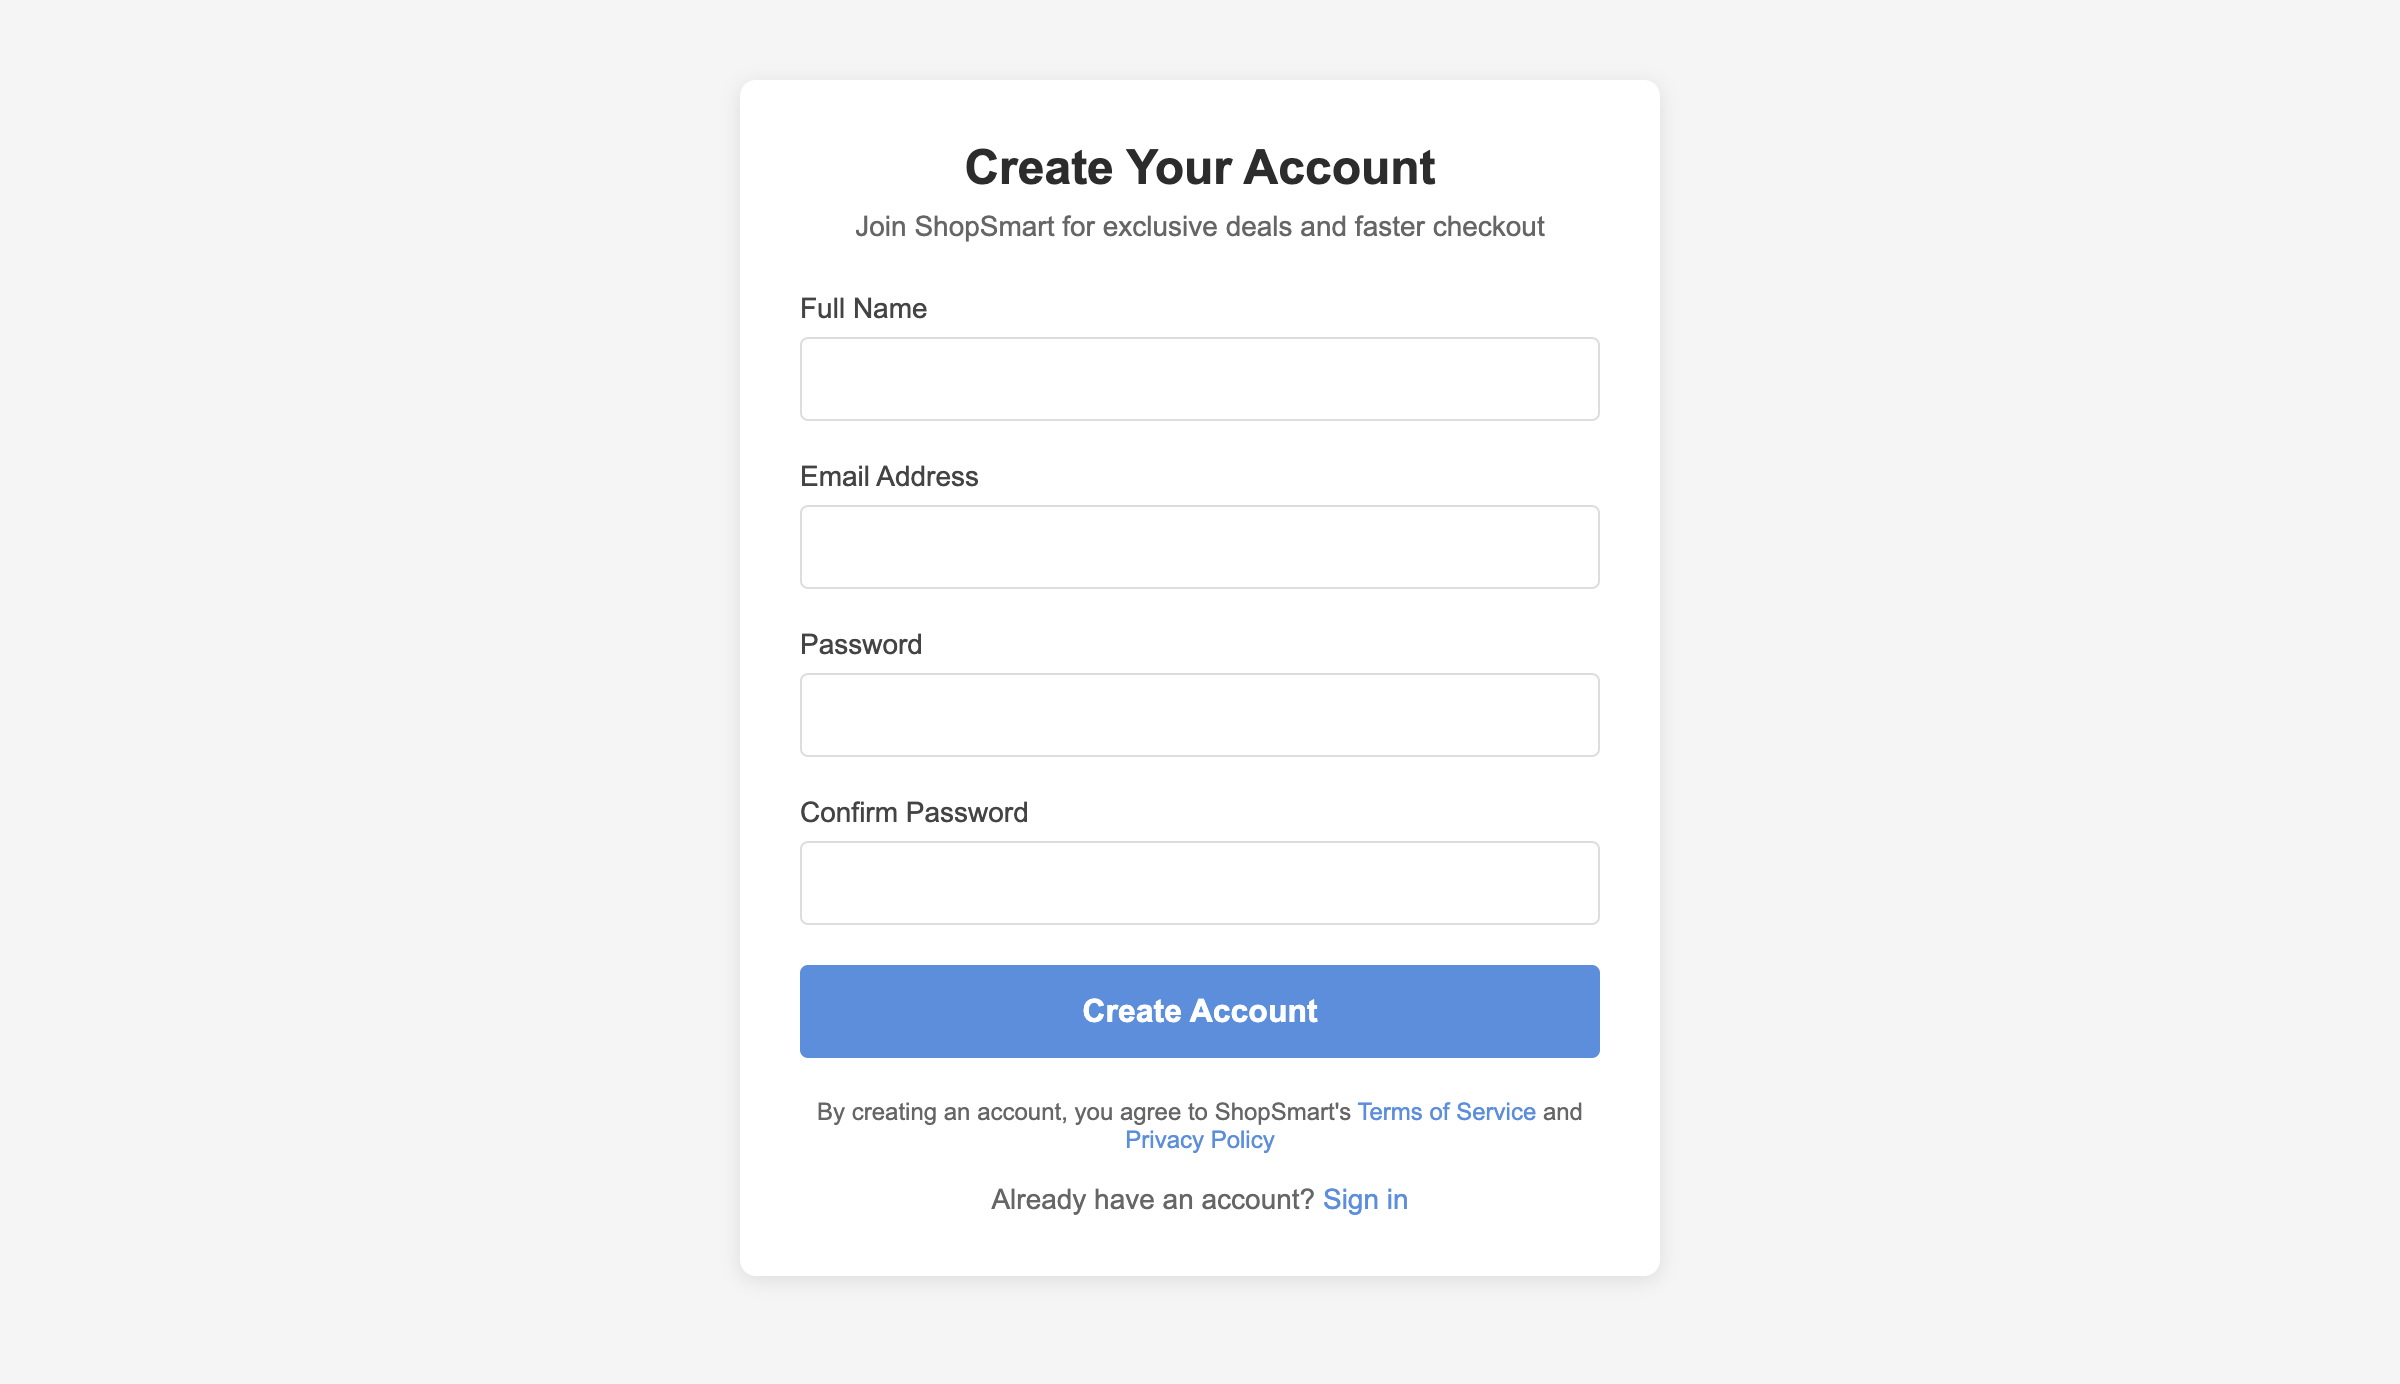 Create Your Account
Join ShopSmart for exclusive deals and faster checkout
Full Name
Email Address
Password
Confirm Password
Create Account
By creating an account, you agree to ShopSmart's Terms of Service and
Privacy Policy
Already have an account? Sign in